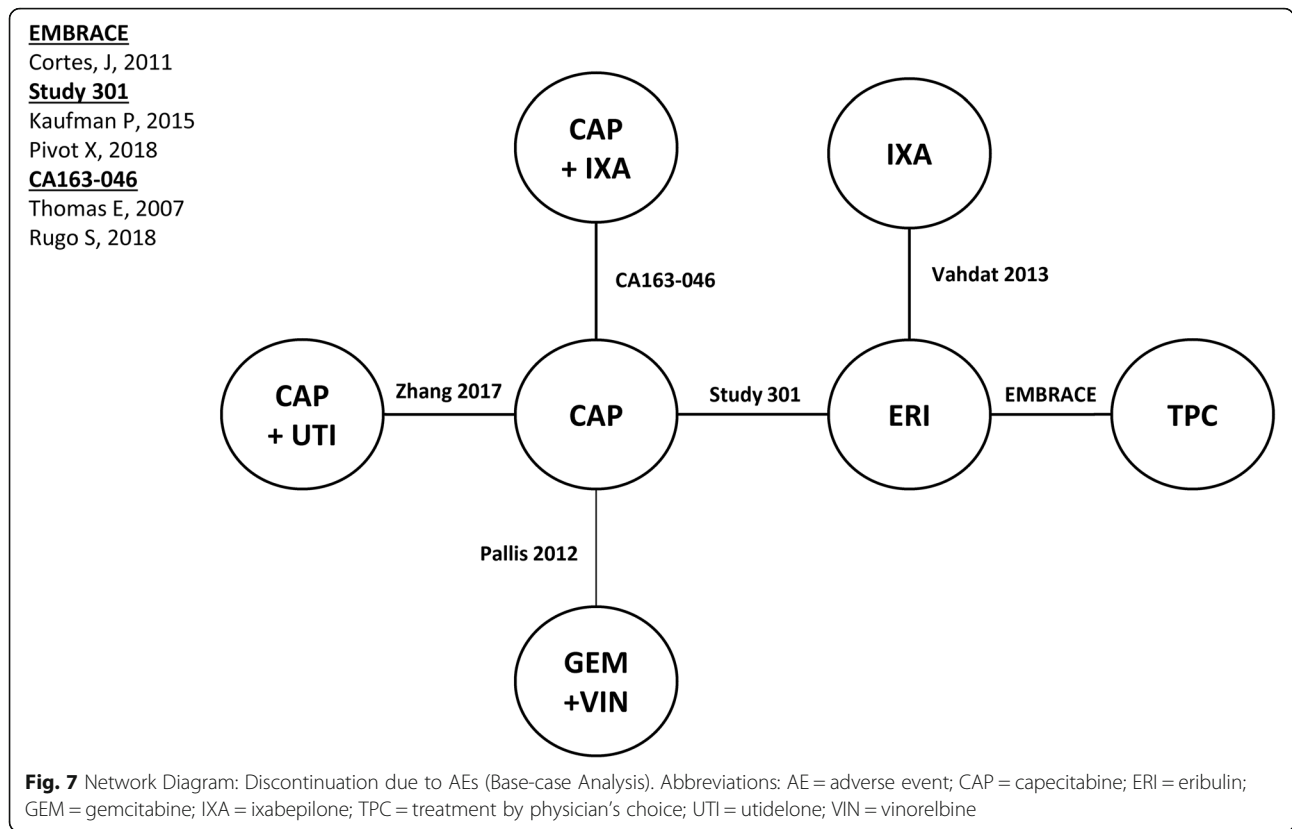 EMBRACE
Cortes, J, 2011
Study 301
Kaufman P, 2015
Pivot X, 2018
CA163-046
Thomas E, 2007
Rugo S, 2018
CAP
+ IXA
IXA
CA163-046
Vahdat 2013
CAP
+ UTI
Zhang 2017
CAP
Study 301
ERI
EMBRACE
TPC
Pallis 2012
GEM
+VIN
Fig. 7 Network Diagram: Discontinuation due to AEs (Base-case Analysis). Abbreviations: AE = adverse event; CAP = capecitabine; ERI = eribulin;
GEM = gemcitabine; IXA = ixabepilone; TPC = treatment by physician's choice; UTI = utidelone; VIN = vinorelbine